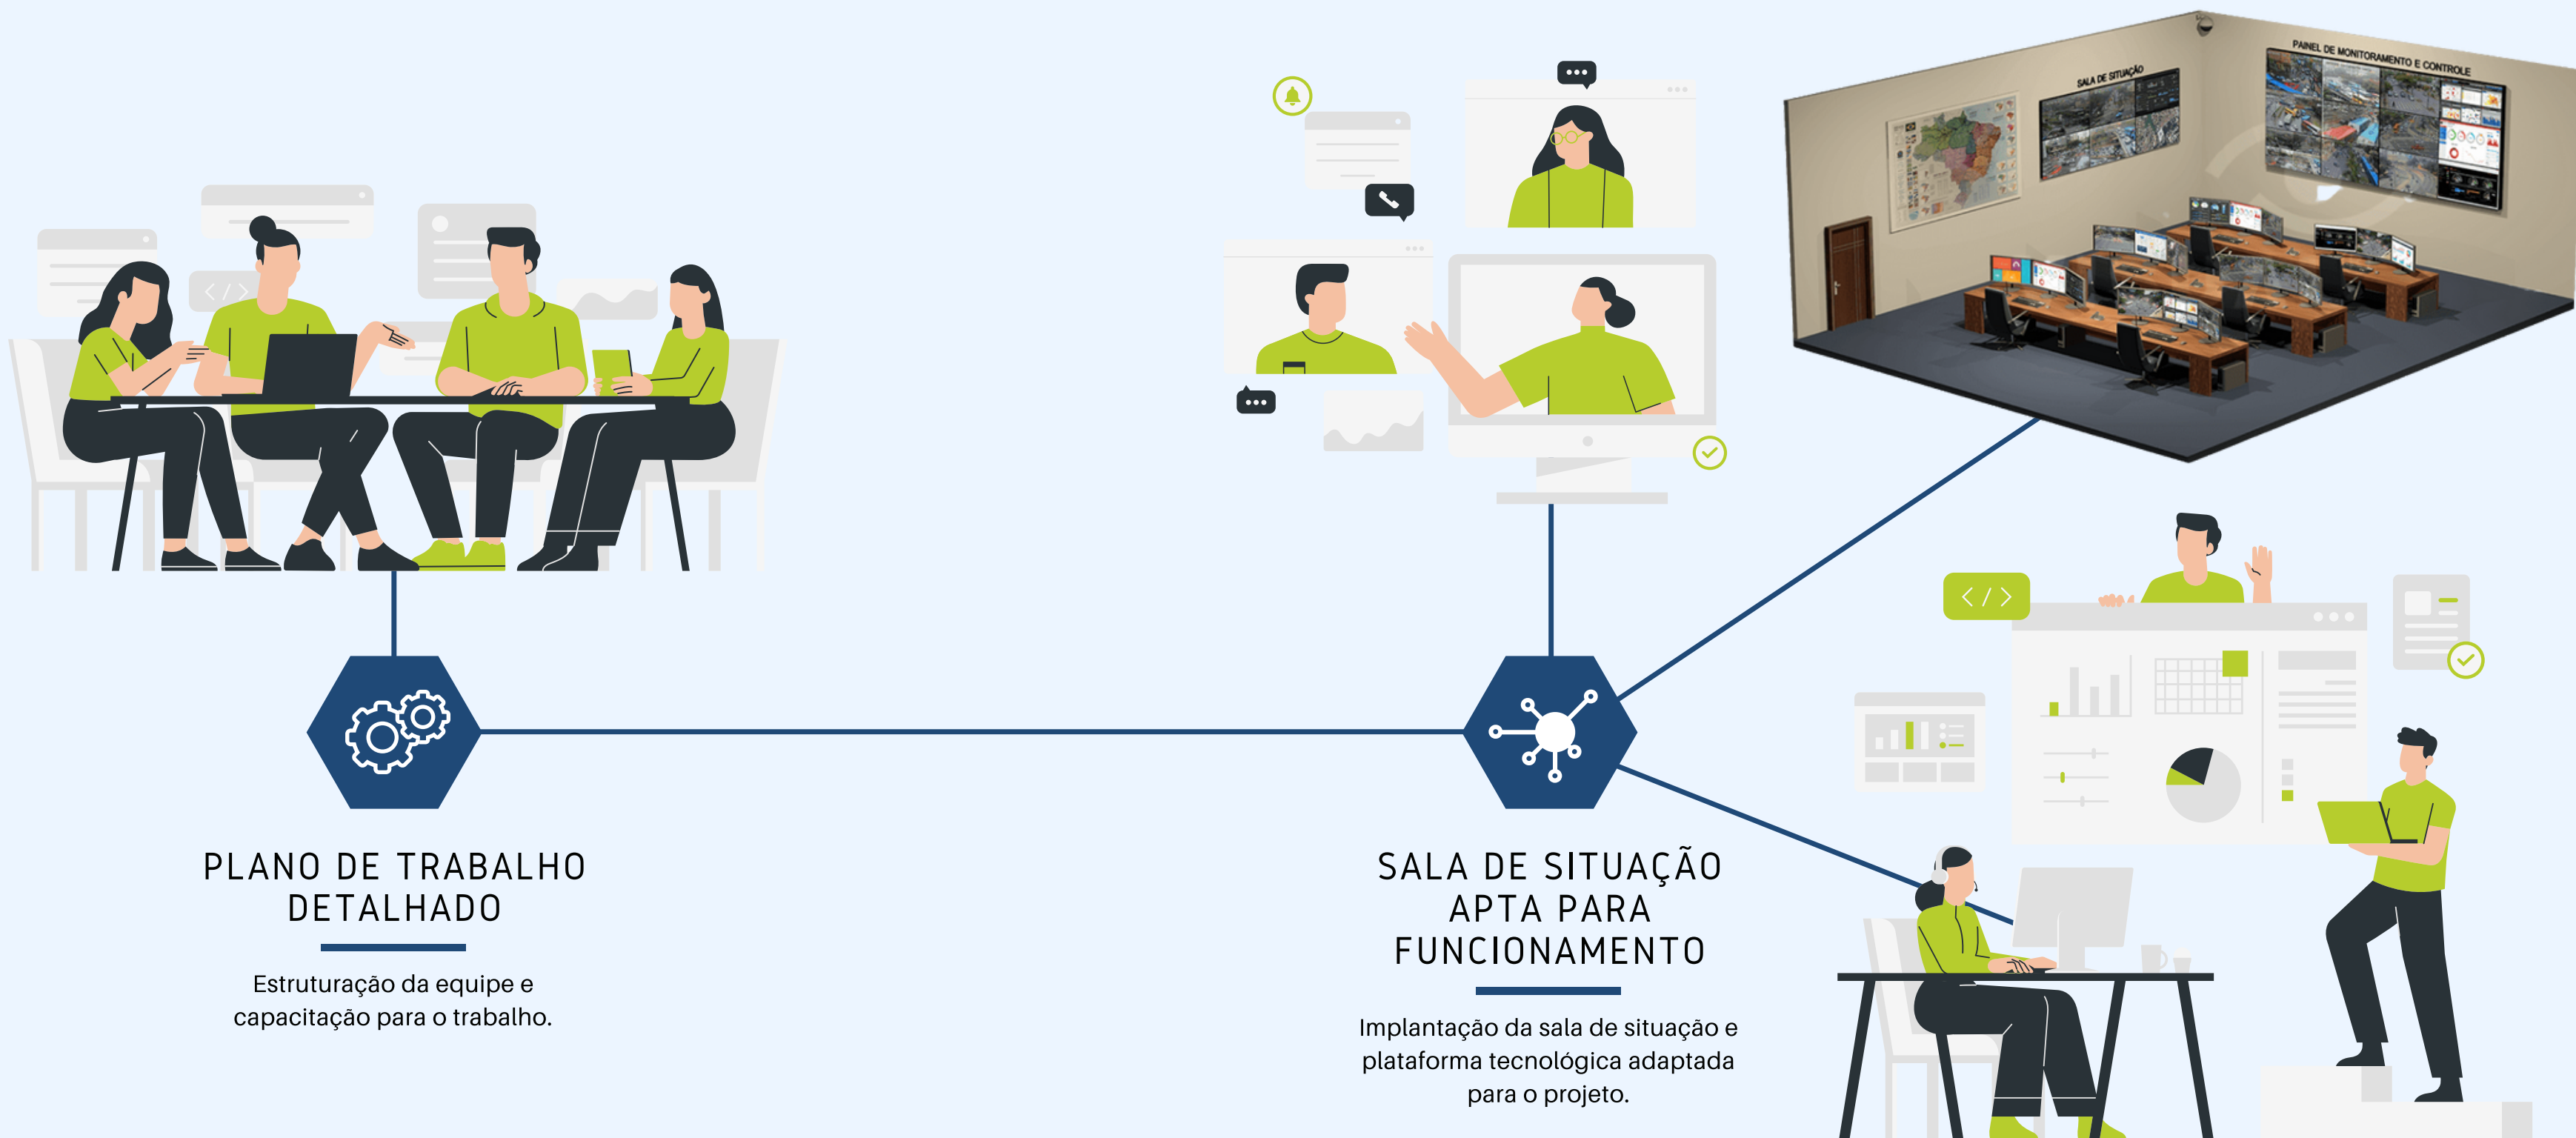 SALA DE SITUAÇÃO
PAINEL DE MONITORAMENTO E CONTROLE
</>
</>
PLANO DE TRABALHO
DETALHADO
Estruturação da equipe e
capacitação para o trabalho.
SALA DE SITUAÇÃO
APTA PARA
FUNCIONAMENTO
Implantação da sala de situação e
plataforma tecnológica adaptada
para o projeto.